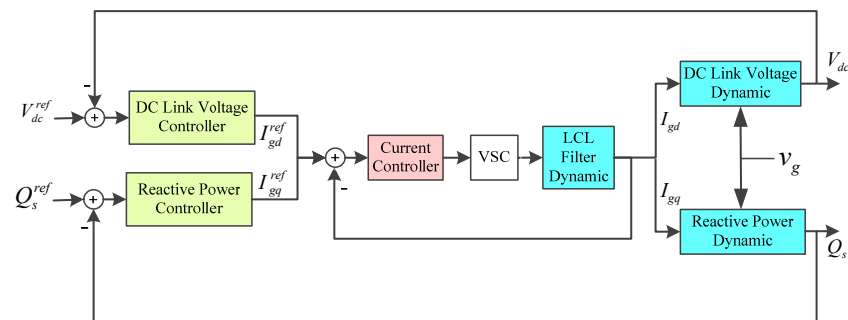 -
V_dc^ref
+
DC Link Voltage
Controller
I_gd^ref
Q_s^ref
+
-
Reactive Power
Controller
I_gq^ref
+
-
Current
Controller
VSC
LCL
Filter
Dynamic
I_gd
I_gq
DC Link Voltage
Dynamic
V_dc
v_g
Reactive Power
Dynamic
Q_s